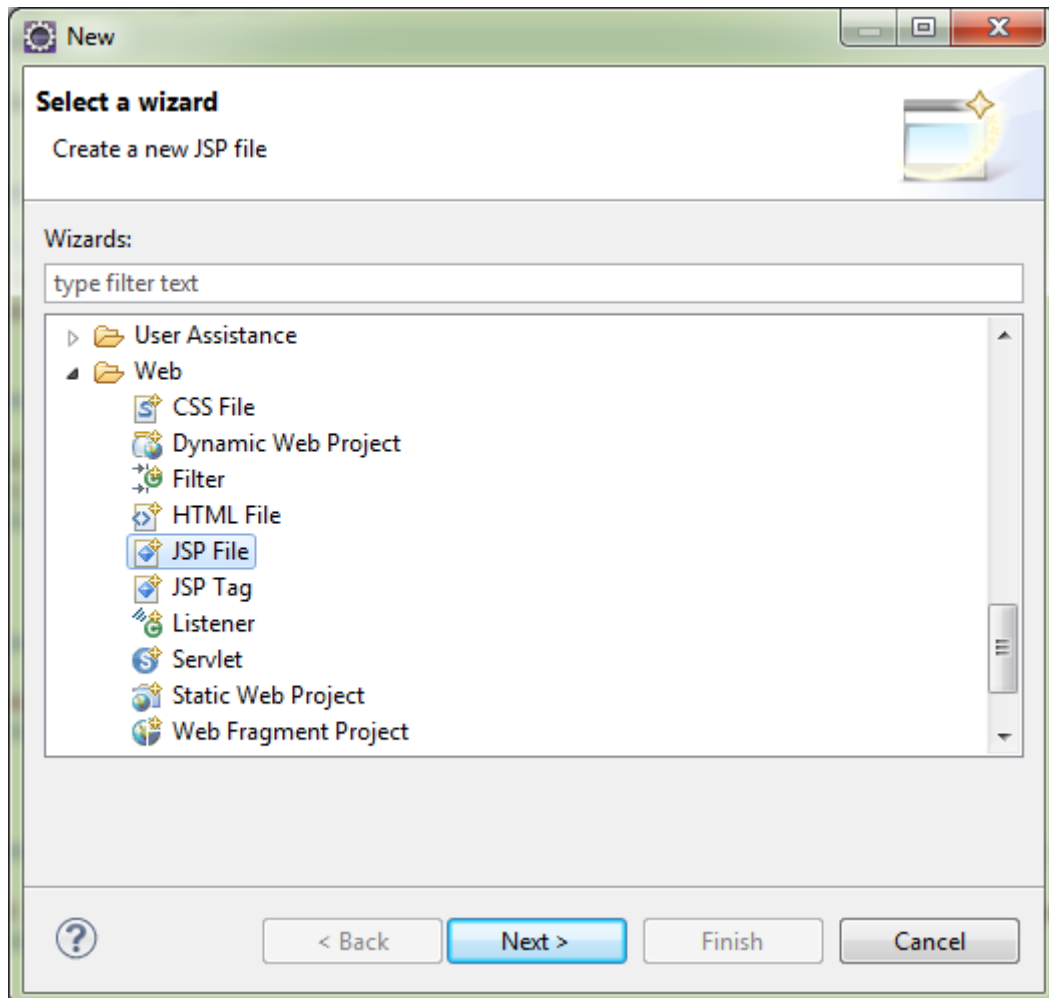 New
Select a wizard
Create a new JSP file
Wizards:
type filter text
User Assistance
Web
CSS File
Dynamic Web Project
Filter
HTML File
JSP File
JSP Tag
Listener
Servlet
Static Web Project
Web Fragment Project
< Back Next > Finish Cancel